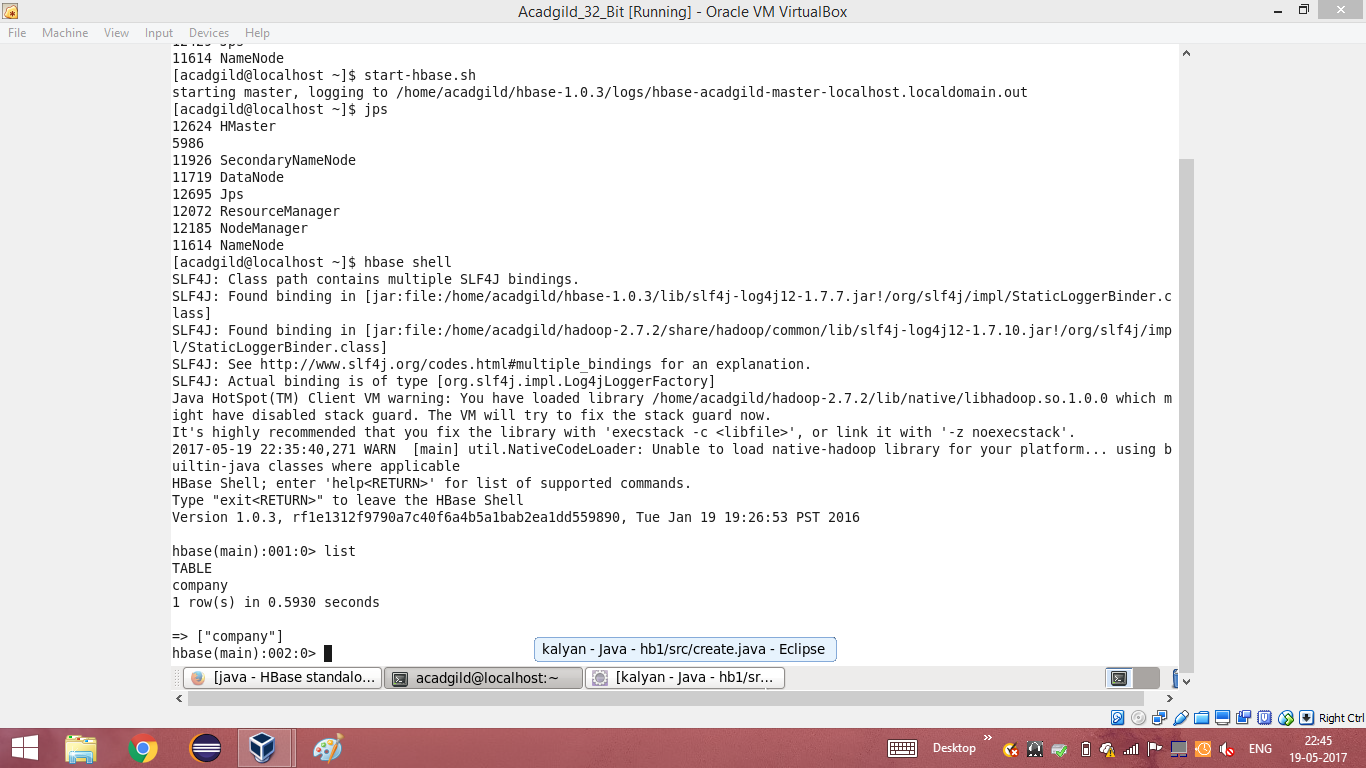 Acadgild_32_Bit [Running] - Oracle VM VirtualBox
File Machine View Input Devices Help
11614 NameNode
[acadgild@localhost ~]$ start-hbase.sh
starting master, logging to /home/acadgild/hbase-1.0.3/logs/hbase-acadgild-master-localhost.localdomain.out
[acadgild@localhost ~]$ jps
12624 HMaster
5986
11926 SecondaryNameNode
11719 DataNode
12695 Jps
12072 ResourceManager
12185 NodeManager
11614 NameNode
[acadgild@localhost ~]$ hbase shell
SLF4J: Class path contains multiple SLF4J bindings.
SLF4J: Found binding in [jar:file:/home/acadgild/hbase-1.0.3/lib/slf4j-log4j12-1.7.7.jar!/org/slf4j/impl/StaticLoggerBinder.c
lass]
SLF4J: Found binding in [jar:file:/home/acadgild/hadoop-2.7.2/share/hadoop/common/lib/slf4j-log4j12-1.7.10.jar!/org/slf4j/imp
l/StaticLoggerBinder.class]
SLF4J: See http://www.slf4j.org/codes.html#multiple_bindings for an explanation.
SLF4J: Actual binding is of type [org.slf4j.impl.Log4jLoggerFactory]
Java HotSpot(TM) Client VM warning: You have loaded library /home/acadgild/hadoop-2.7.2/lib/native/libhadoop.so.1.0.0 which m
ight have disabled stack guard. The VM will try to fix the stack guard now.
It's highly recommended that you fix the library with 'execstack -c <libfile>', or link it with '-z noexecstack'.
2017-05-19 22:35:40,271 WARN  [main] util.NativeCodeLoader: Unable to load native-hadoop library for your platform... using b
uiltin-java classes where applicable
HBase Shell; enter 'help<RETURN>' for list of supported commands.
Type "exit<RETURN>" to leave the HBase Shell
Version 1.0.3, rf1e1312f9790a7c40f6a4b5a1bab2ea1dd559890, Tue Jan 19 19:26:53 PST 2016
hbase(main):001:0> list
TABLE
company
1 row(s) in 0.5930 seconds
=> ["company"]
hbase(main):002:0>
kalyan - Java - hb1/src/create.java - Eclipse
[java - HBase standalo... acadgild@localhost:~ [kalyan - Java - hb1/sr...
Right Ctrl
Desktop » ENG 22:45
19-05-2017